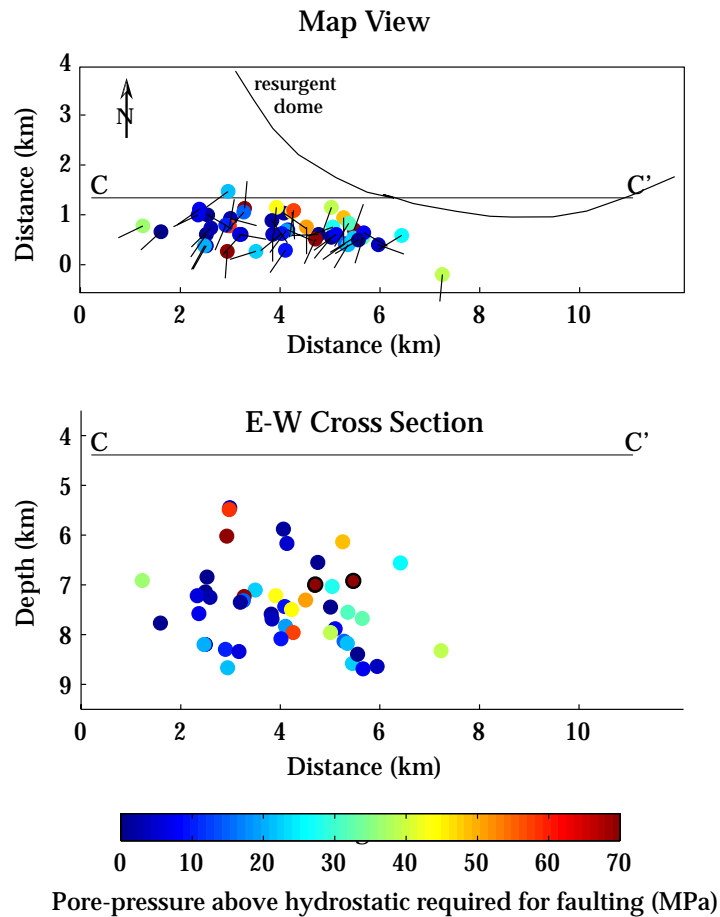 Map View
4
3
2
1
0
Distance (km)
N
resurgent
dome
C
C’
0
2
4
6
8
10
Distance (km)
E-W Cross Section
4
5
6
7
8
9
Depth (km)
C
C’
0
2
4
6
8
10
Distance (km)
0
10
20
30
40
50
60
70
Pore-pressure above hydrostatic required for faulting (MPa)